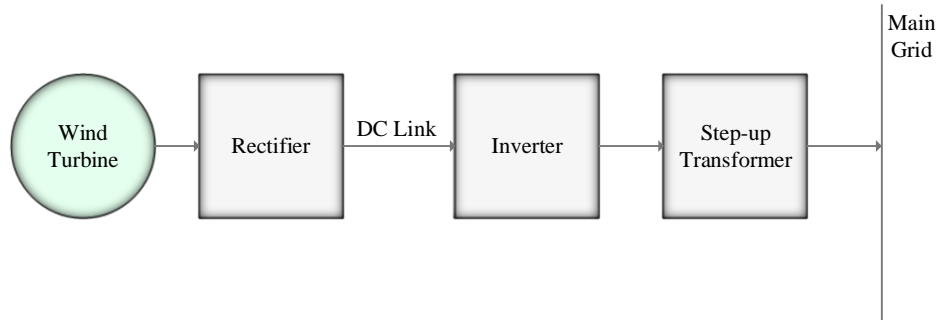 Main
Grid
Wind
Turbine
Rectifier
DC Link
Inverter
Step-up
Transformer